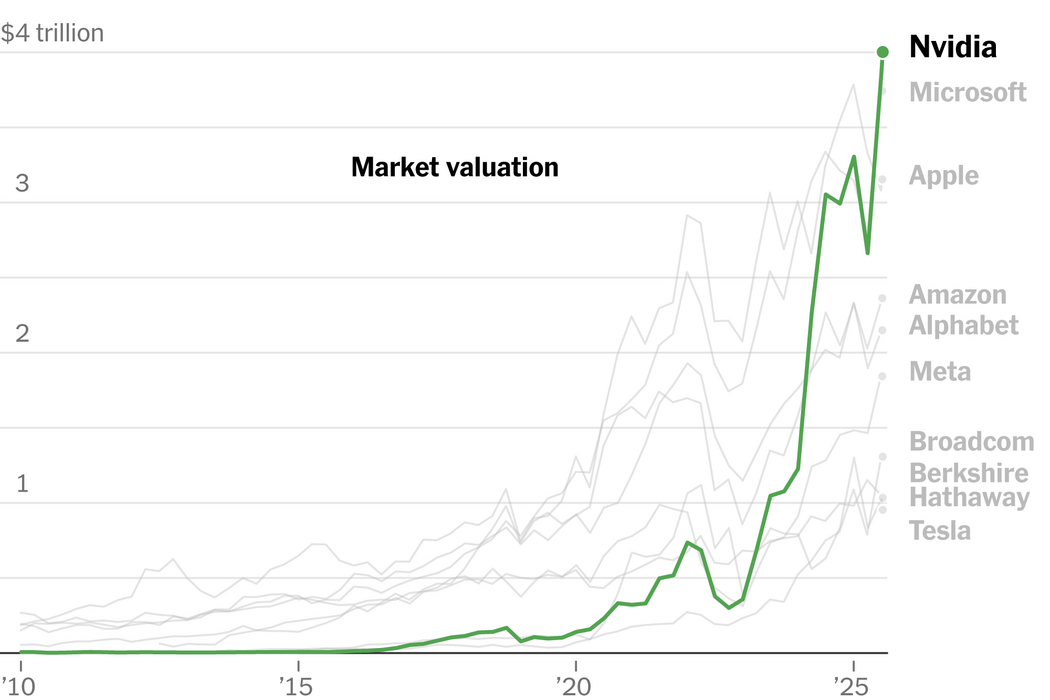 $4 trillion
Nvidia
Microsoft
Market valuation
Apple
3
Amazon
Alphabet
2
Meta
Broadcom
Berkshire
Hathaway
1
Tesla
’10
’15
’20
’25